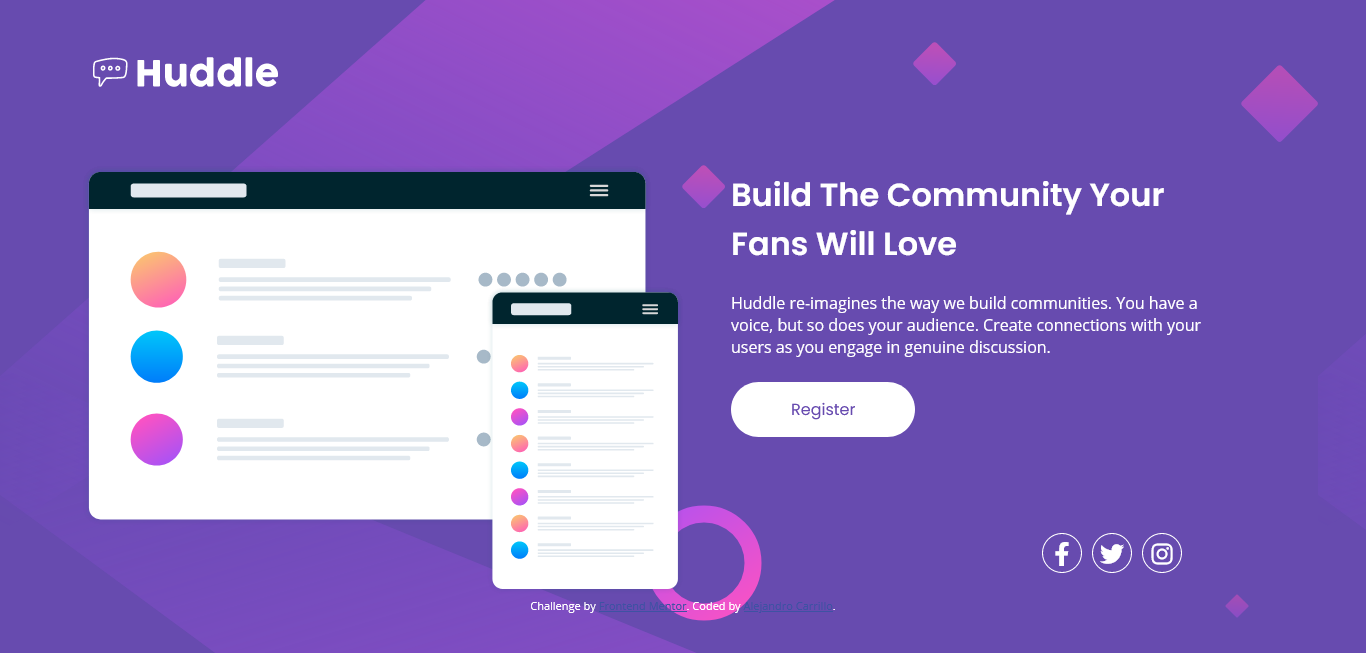 Huddle
Build The Community Your
Fans Will Love
Huddle re-imagines the way we build communities. You have a
voice, but so does your audience. Create connections with your
users as you engage in genuine discussion.
Register
Challenge by Frontend Mentor. Coded by Alejandro Carrillo.